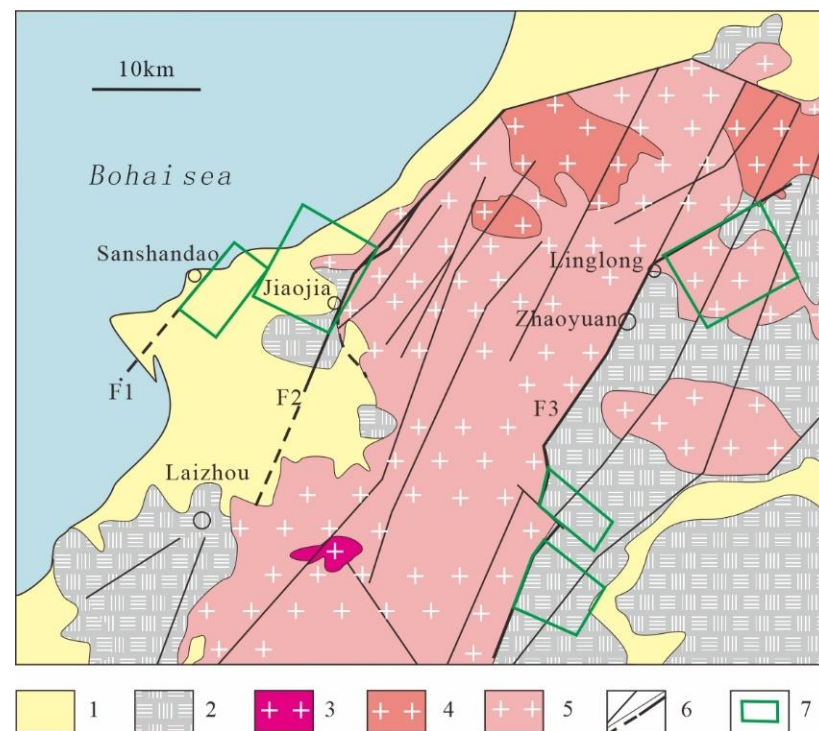 10km
Bohai sea
Sanshandao
Jiaojia
Linglong
Zhaoyuan
F1
F2
F3
Laizhou
1 2 3 4 5 6 7